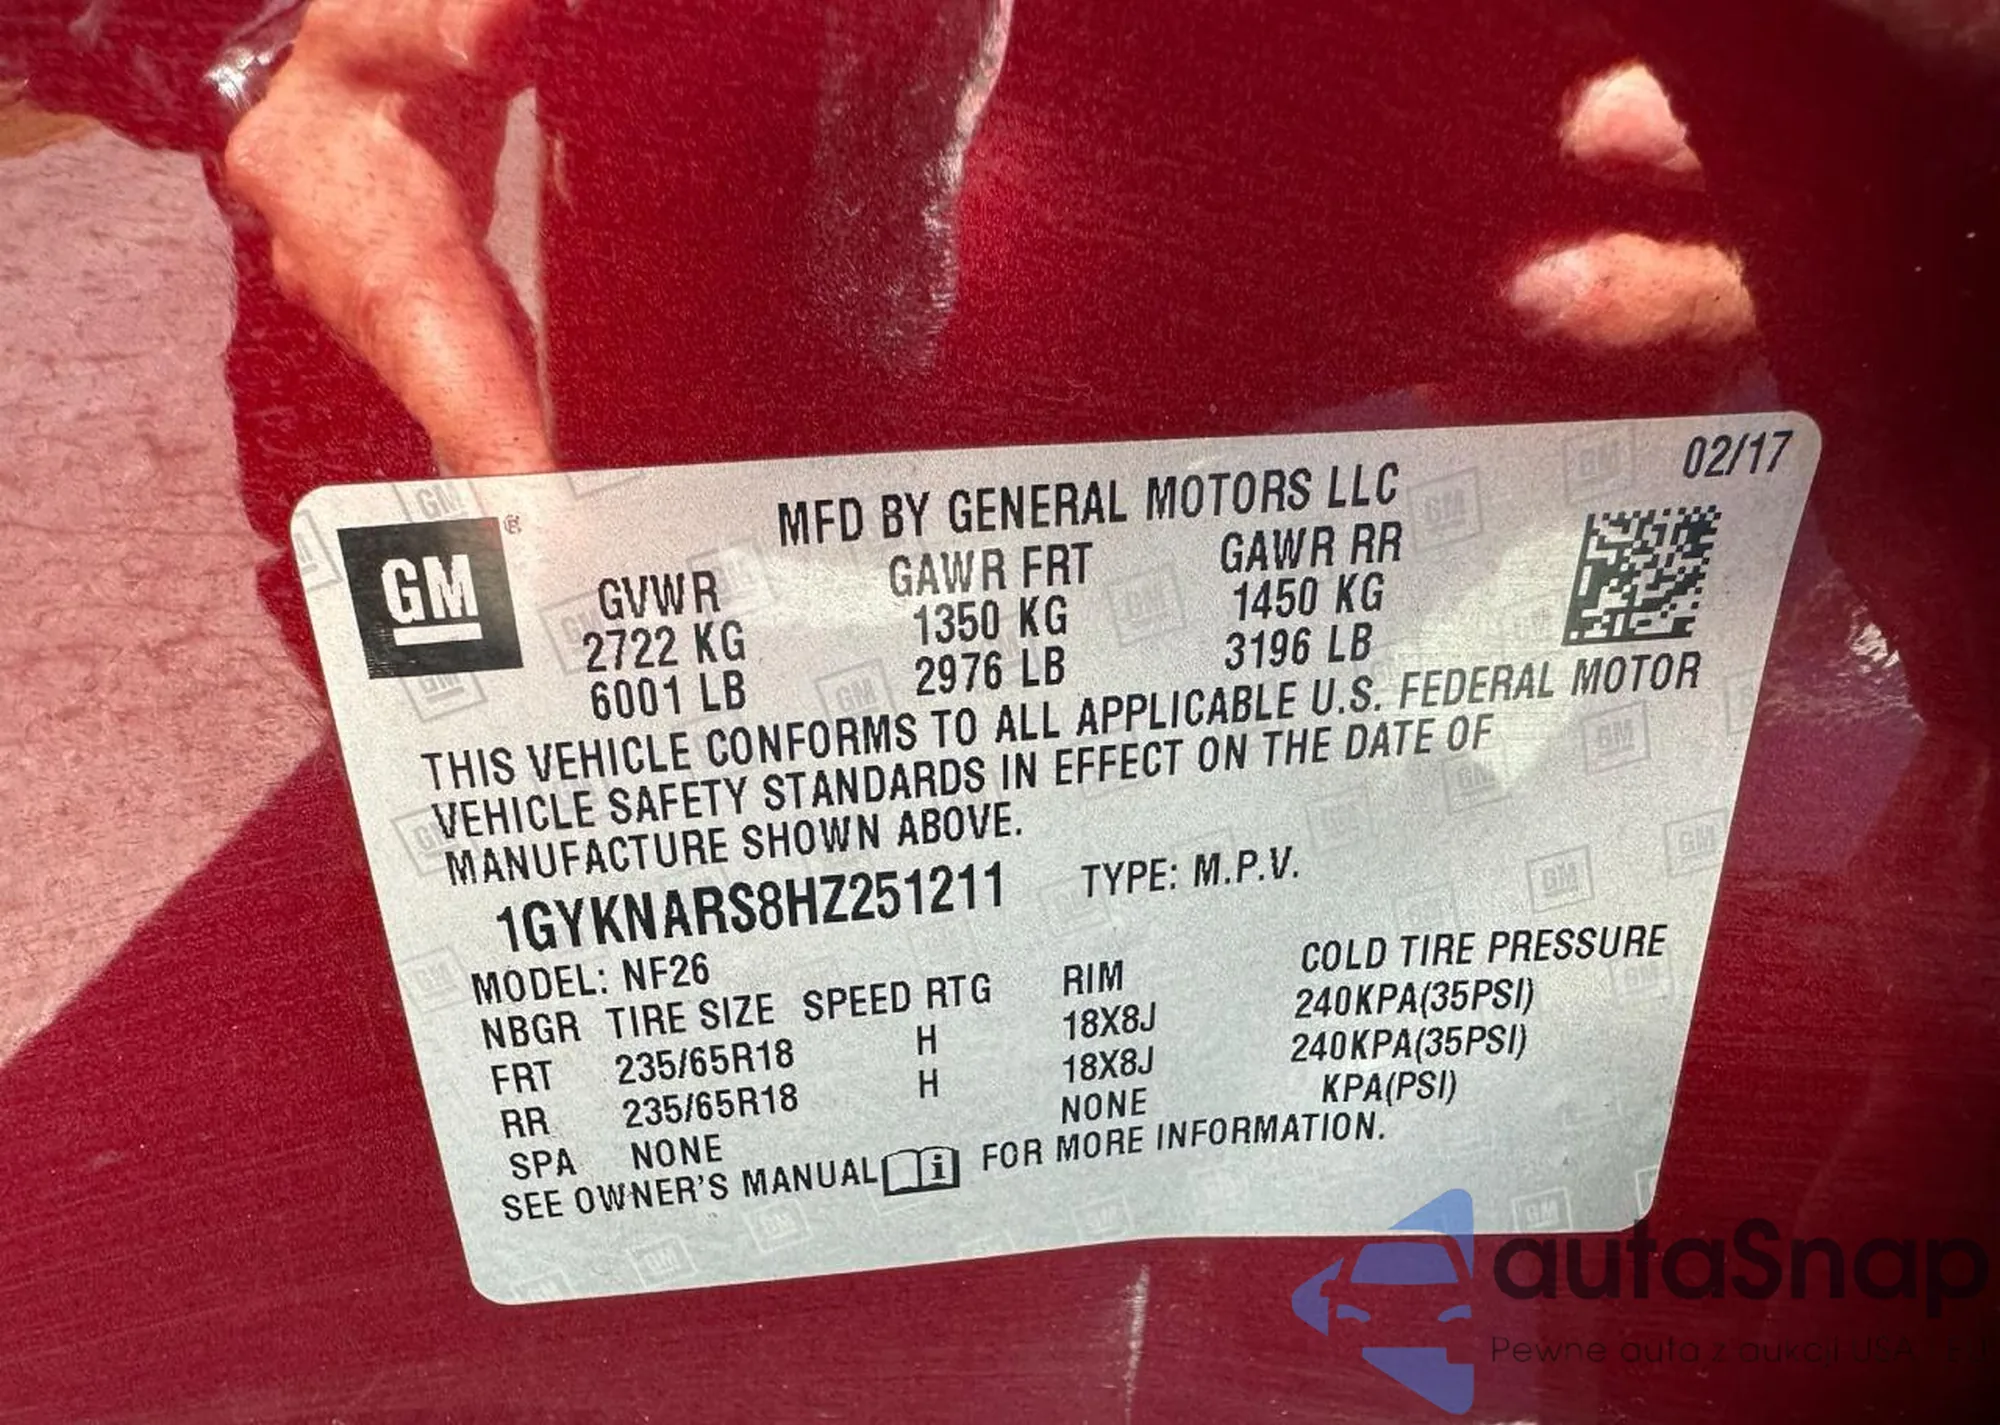 02/17
MFD BY GENERAL MOTORS LLC
GM
®
GVWR GAWR FRT GAWR RR
2722 KG 1350 KG 1450 KG
6001 LB 2976 LB 3196 LB
THIS VEHICLE CONFORMS TO ALL APPLICABLE U.S. FEDERAL MOTOR
VEHICLE SAFETY STANDARDS IN EFFECT ON THE DATE OF
MANUFACTURE SHOWN ABOVE.
1GYKNARS8HZ251211 TYPE: M.P.V.
MODEL: NF26
NBGR TIRE SIZE SPEED RTG RIM COLD TIRE PRESSURE
FRT 235/65R18 H 18X8J 240KPA(35PSI)
RR 235/65R18 H 18X8J 240KPA(35PSI)
SPA NONE NONE KPA(PSI)
SEE OWNER'S MANUAL FOR MORE INFORMATION.
autaSnap
Pewne auta z aukcji USA